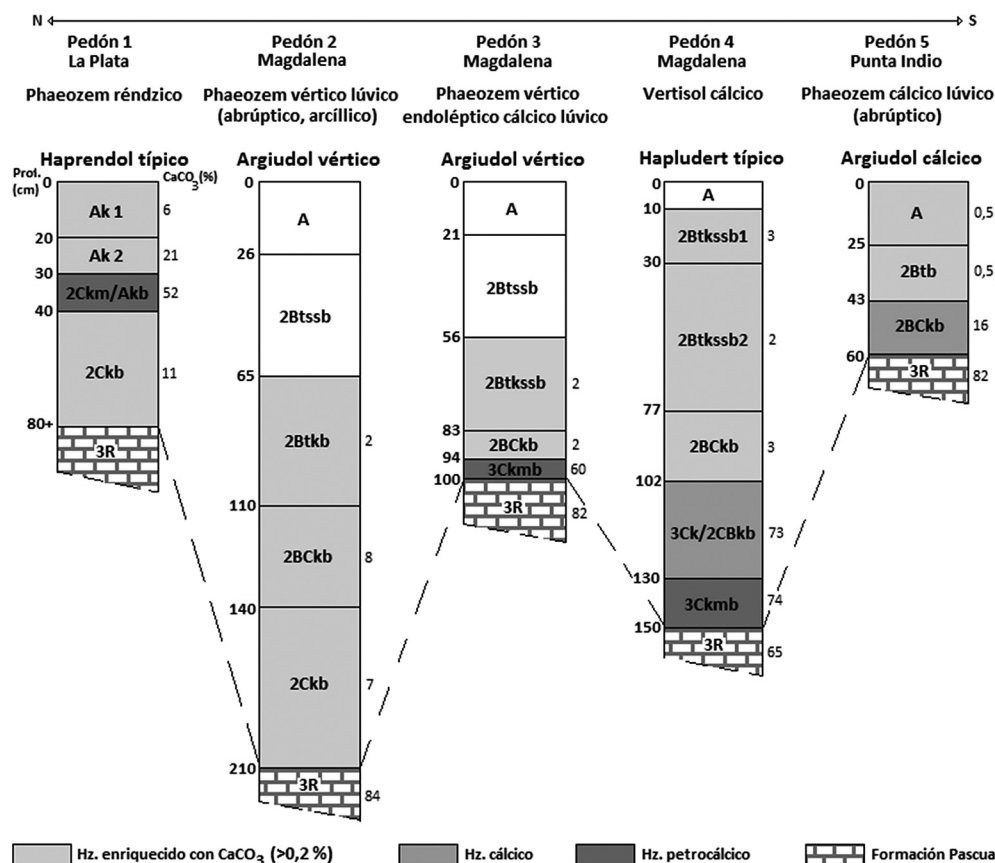 N S
Pedón 1
La Plata
Phaeozem réndzico
Haprendol típico
Prof.
(cm)
CaCO3(%)
0
Ak 1
6
20
Ak 2
21
30
2Ckm/Akb
52
40
2Ckb
11
80+
3R
Pedón 2
Magdalena
Phaeozem vértico lúvico
(abrúptico, arcíllico)
Argiudol vértico
0
A
26
2Btssb
65
2Btkb
2
110
2BCkb
8
140
2Ckb
7
210
3R
84
Pedón 3
Magdalena
Phaeozem vértico
endoléptico cálcico lúvico
Argiudol vértico
0
A
21
2Btssb
56
2Btkssb
2
83
2BCkb
2
94
3Ckmb
60
100
3R
82
Pedón 4
Magdalena
Vertisol cálcico
Hapludert típico
0
A
10
2Btkssb1
3
30
2Btkssb2
2
77
2BCkb
3
102
3Ck/2CBkb
73
130
3Ckmb
74
150
3R
65
Pedón 5
Punta Indio
Phaeozem cálcico lúvico
(abrúptico)
Argiudol cálcico
0
A
0,5
25
2Btb
0,5
43
2BCkb
16
60
3R
82
Hz. enriquecido con CaCO3 (>0,2 %)
Hz. cálcico
Hz. petrocálcico
Formación Pascua